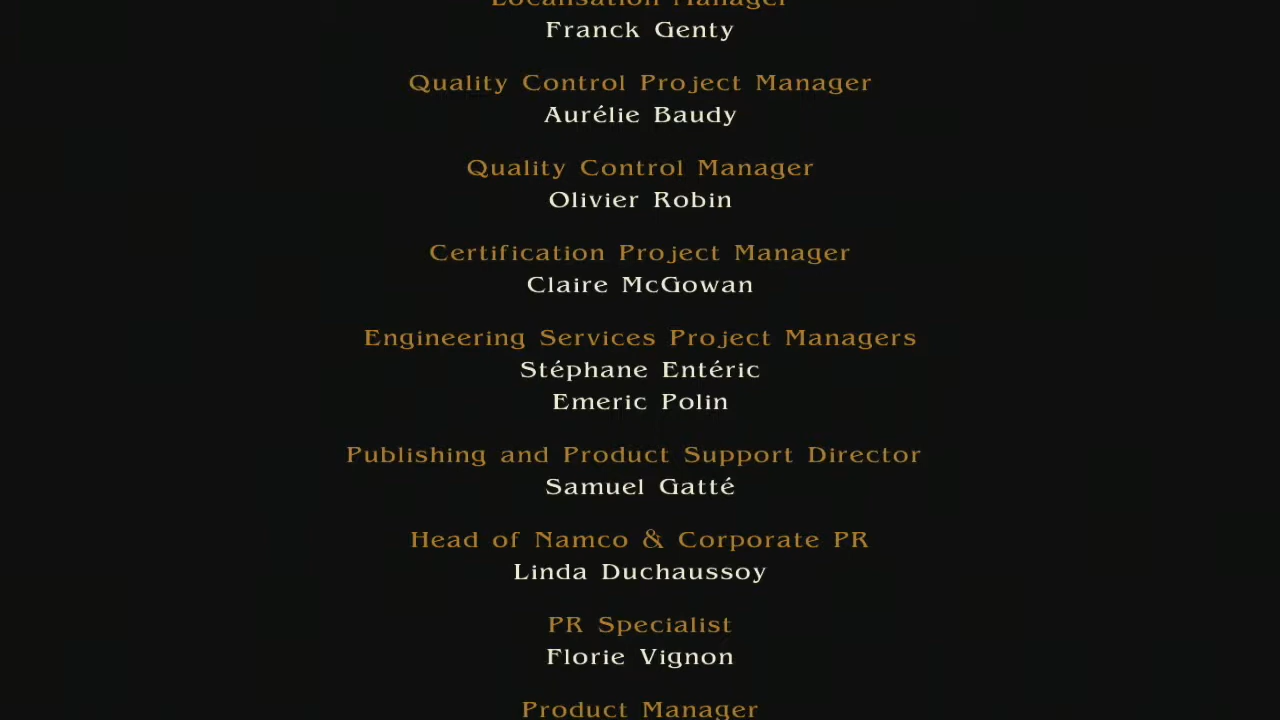 Localisation Manager
Franck Genty
Quality Control Project Manager
Aurélie Baudy
Quality Control Manager
Olivier Robin
Certification Project Manager
Claire McGowan
Engineering Services Project Managers
Stéphane Entéric
Emeric Polin
Publishing and Product Support Director
Samuel Gatté
Head of Namco & Corporate PR
Linda Duchaussoy
PR Specialist
Florie Vignon
Product Manager